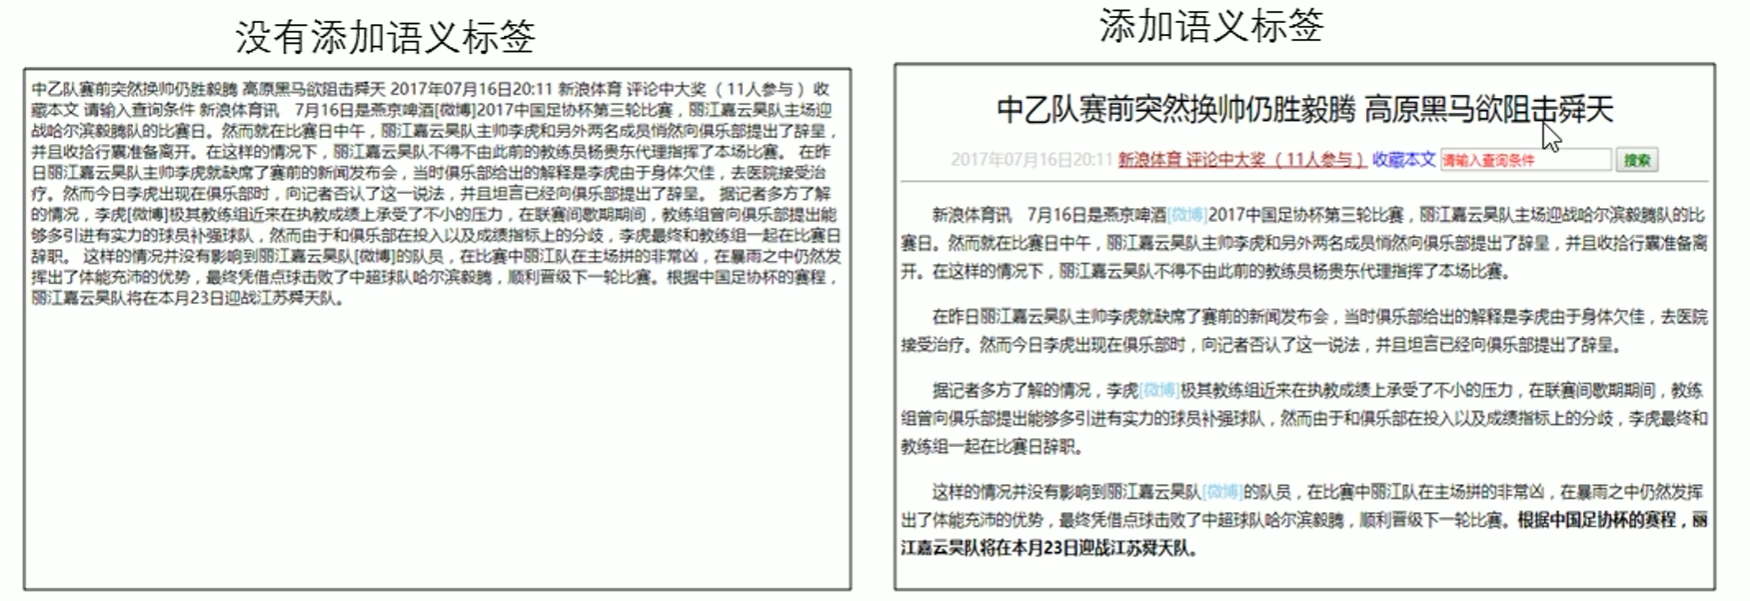 没有添加语义标签
中乙队赛前突然换帅仍胜毅腾 高原黑马欲阻击舜天 2017年07月16日20:11 新浪体育 评论中大奖（11人参与）收
藏本文 请输入查询条件 新浪体育讯　7月16日是燕京啤酒[微博]2017中国足协杯第三轮比赛，丽江嘉云昊队主场迎
战哈尔滨毅腾队的比赛日。然而就在比赛日中午，丽江嘉云昊队主帅李虎和另外两名成员悄然向俱乐部提出了辞呈，
并且收拾行囊准备离开。在这样的情况下，丽江嘉云昊队不得不由此前的教练员杨贵东代理指挥了本场比赛。 在昨
日丽江嘉云昊队主帅李虎就缺席了赛前的新闻发布会，当时俱乐部给出的解释是李虎由于身体欠佳，去医院接受治
疗。然而今日李虎出现在俱乐部时，向记者否认了这一说法，并且坦言已经向俱乐部提出了辞呈。 据记者多方了解
的情况，李虎[微博]极其教练组近来在执教成绩上承受了不小的压力，在联赛间歇期期间，教练组曾向俱乐部提出能
够多引进有实力的球员补强球队，然而由于和俱乐部在投入以及成绩指标上的分歧，李虎最终和教练组一起在比赛日
辞职。 这样的情况并没有影响到丽江嘉云昊队[微博]的队员，在比赛中丽江队在主场拼的非常凶，在暴雨之中仍然发
挥出了体能充沛的优势，最终凭借点球击败了中超球队哈尔滨毅腾，顺利晋级下一轮比赛。根据中国足协杯的赛程，
丽江嘉云昊队将在本月23日迎战江苏舜天队。
添加语义标签
中乙队赛前突然换帅仍胜毅腾 高原黑马欲阻击舜天
2017年07月16日20:11 新浪体育 评论中大奖（11人参与） 收藏本文 请输入查询条件 搜索
新浪体育讯　7月16日是燕京啤酒[微博]2017中国足协杯第三轮比赛，丽江嘉云昊队主场迎战哈尔滨毅腾队的比
赛日。然而就在比赛日中午，丽江嘉云昊队主帅李虎和另外两名成员悄然向俱乐部提出了辞呈，并且收拾行囊准备离
开。在这样的情况下，丽江嘉云昊队不得不由此前的教练员杨贵东代理指挥了本场比赛。
在昨日丽江嘉云昊队主帅李虎就缺席了赛前的新闻发布会，当时俱乐部给出的解释是李虎由于身体欠佳，去医院
接受治疗。然而今日李虎出现在俱乐部时，向记者否认了这一说法，并且坦言已经向俱乐部提出了辞呈。
据记者多方了解的情况，李虎[微博]极其教练组近来在执教成绩上承受了不小的压力，在联赛间歇期期间，教练
组曾向俱乐部提出能够多引进有实力的球员补强球队，然而由于和俱乐部在投入以及成绩指标上的分歧，李虎最终和
教练组一起在比赛日辞职。
这样的情况并没有影响到丽江嘉云昊队[微博]的队员，在比赛中丽江队在主场拼的非常凶，在暴雨之中仍然发挥
出了体能充沛的优势，最终凭借点球击败了中超球队哈尔滨毅腾，顺利晋级下一轮比赛。根据中国足协杯的赛程，丽
江嘉云昊队将在本月23日迎战江苏舜天队。